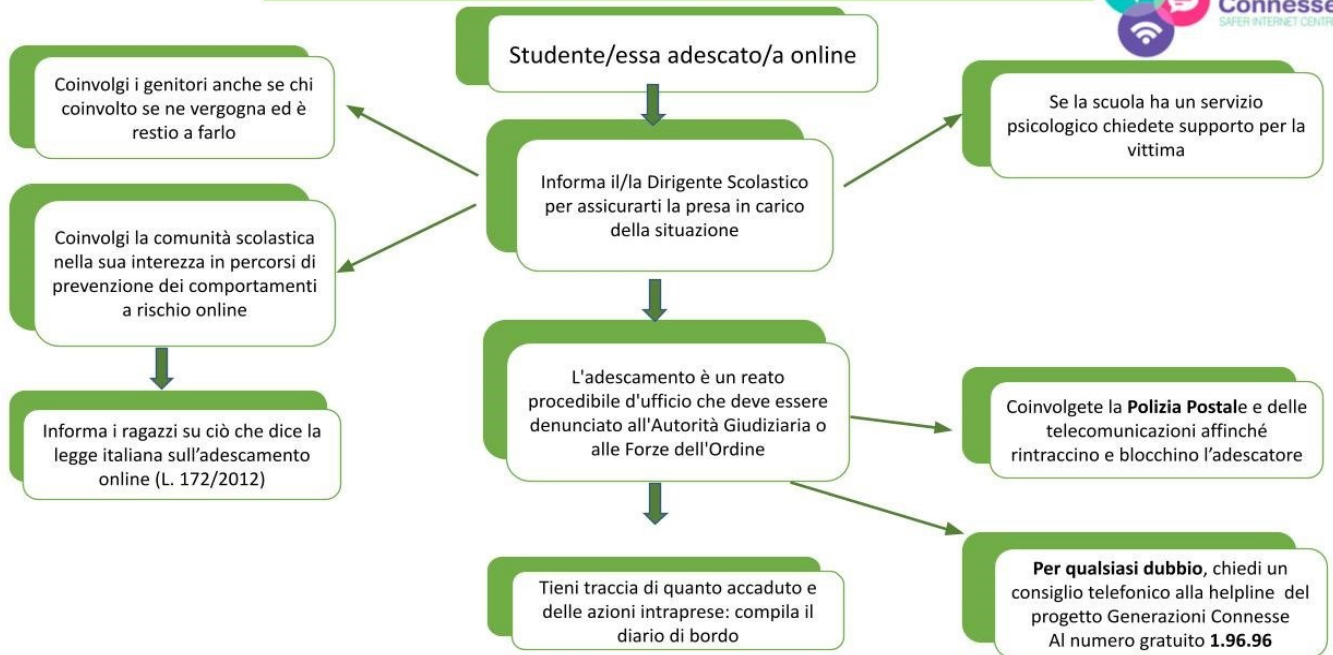 Connesse
SAFER INTERNET CENTRE
Studente/essa adescato/a online
Coinvolgi i genitori anche se chi
coinvolto se ne vergogna ed è
restio a farlo
Se la scuola ha un servizio
psicologico chiedete supporto per la
vittima
Informa il/la Dirigente Scolastico
per assicurarti la presa in carico
della situazione
Coinvolgi la comunità scolastica
nella sua interezza in percorsi di
prevenzione dei comportamenti
a rischio online
L'adescamento è un reato
procedibile d'ufficio che deve essere
denunciato all'Autorità Giudiziaria o
alle Forze dell'Ordine
Coinvolgete la Polizia Postale e delle
telecomunicazioni affinché
rintraccino e blocchino l’adescatore
Informa i ragazzi su ciò che dice la
legge italiana sull’adescamento
online (L. 172/2012)
Tieni traccia di quanto accaduto e
delle azioni intraprese: compila il
diario di bordo
Per qualsiasi dubbio, chiedi un
consiglio telefonico alla helpline del
progetto Generazioni Connesse
Al numero gratuito 1.96.96